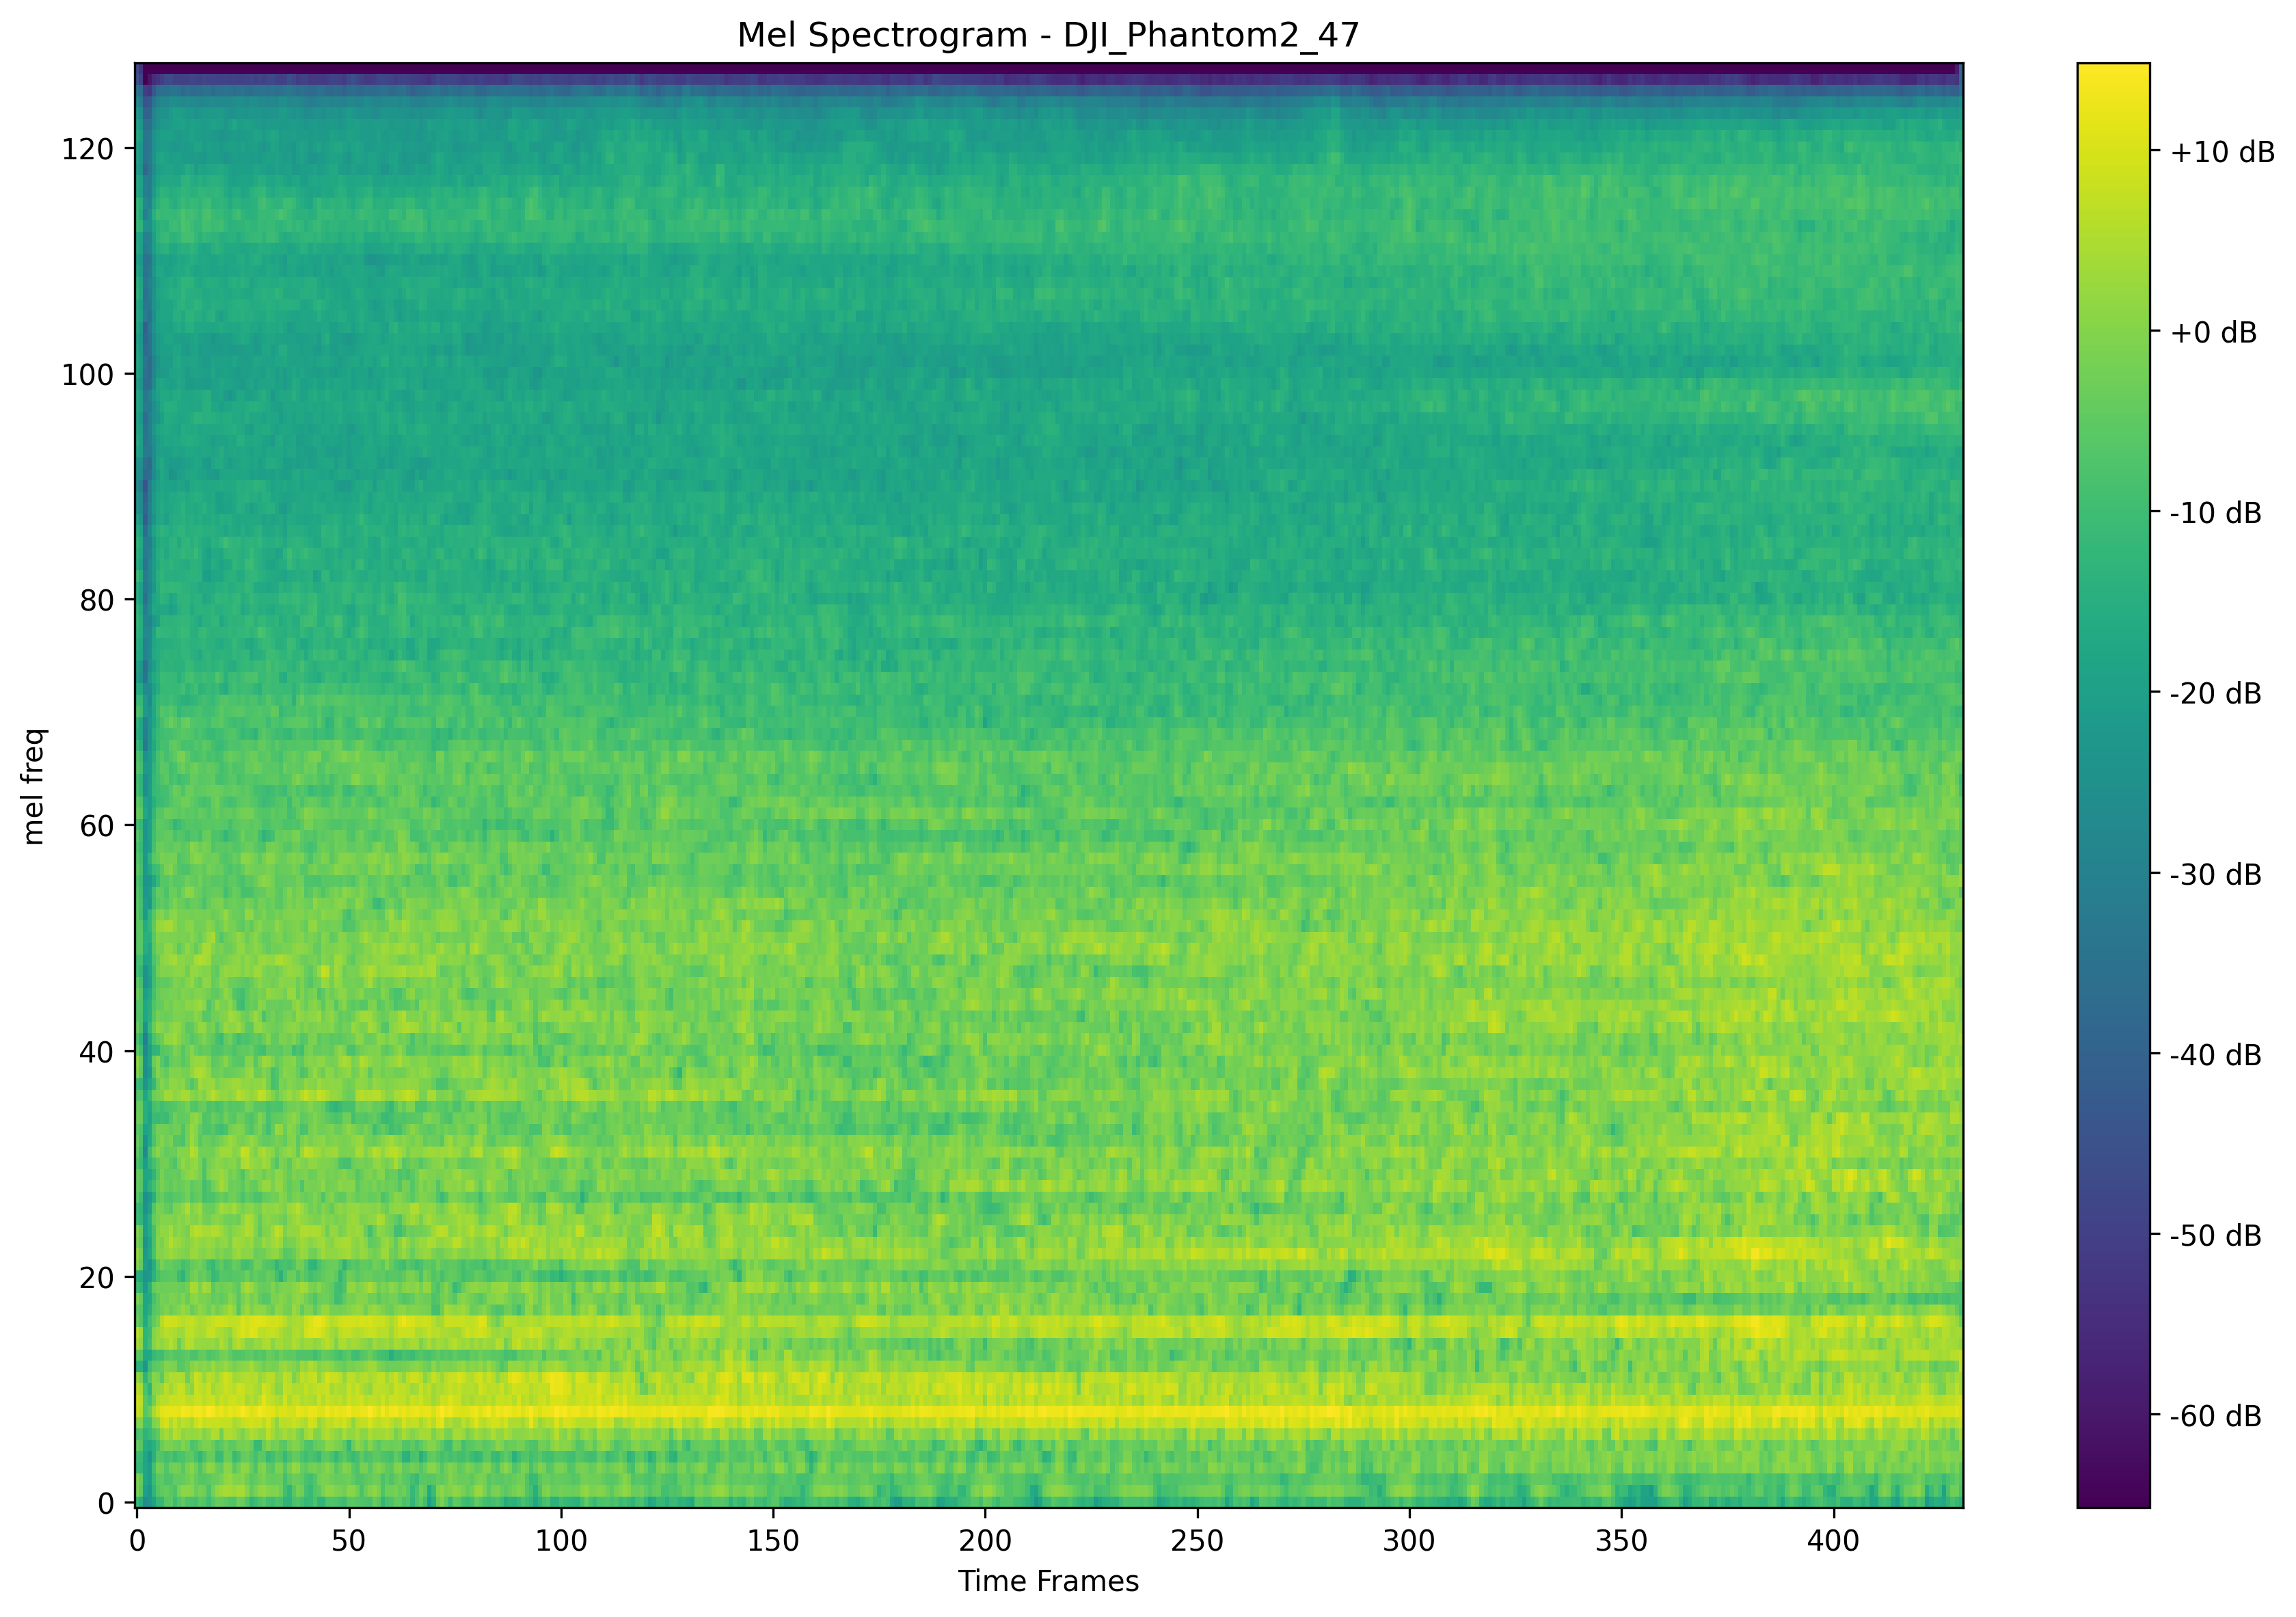 Mel Spectrogram - DJI_Phantom2_47
mel freq
120
100
80
60
40
20
0
0 50 100 150 200 250 300 350 400
Time Frames
+10 dB
+0 dB
-10 dB
-20 dB
-30 dB
-40 dB
-50 dB
-60 dB